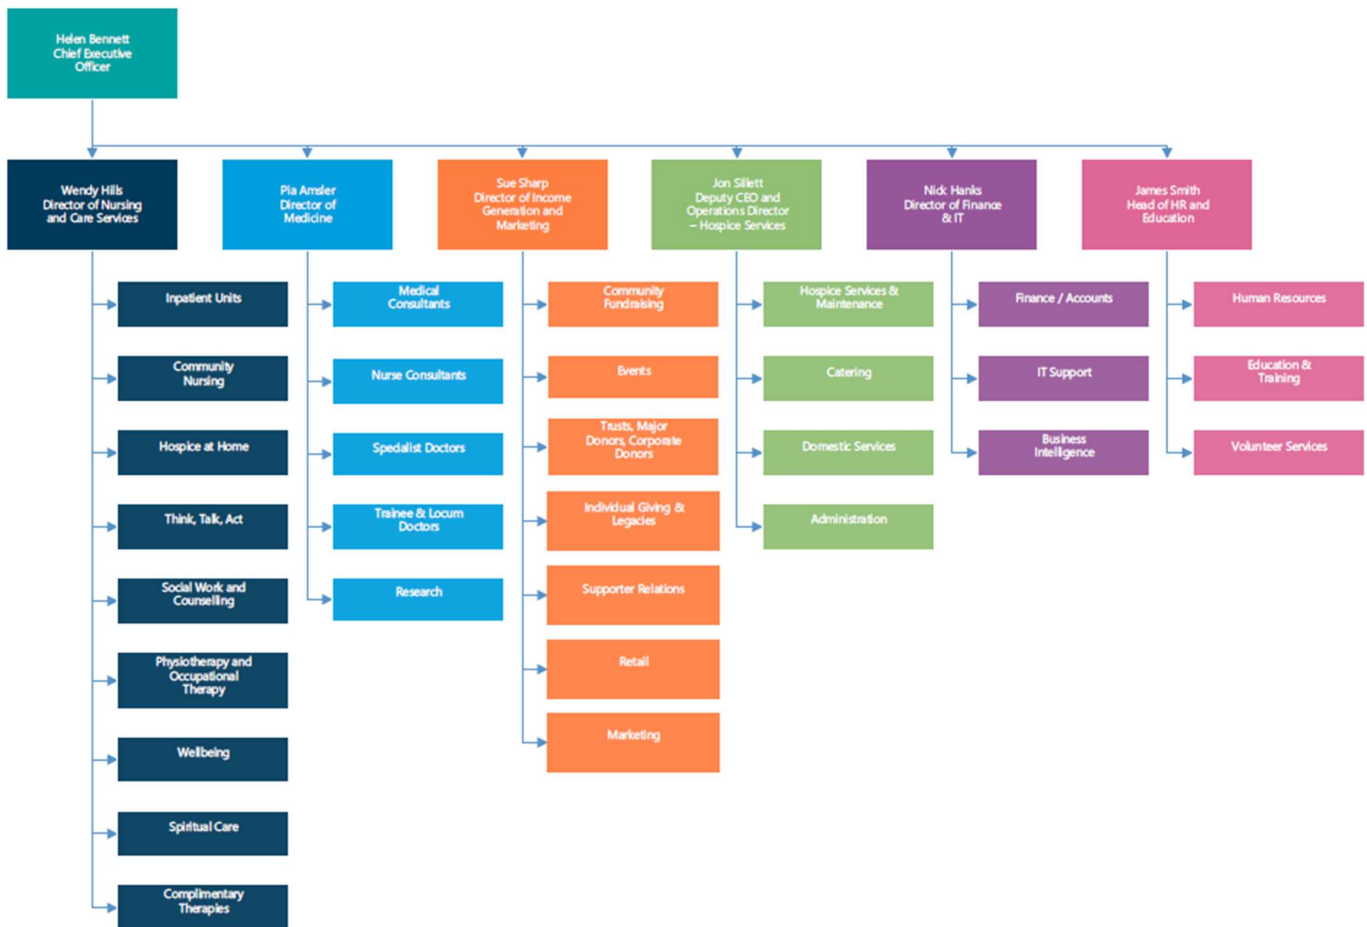 Helen Bennett
Chief Executive
Officer
Wendy Hills
Director of Nursing
and Care Services
Pia Amsler
Director of
Medicine
Sue Sharp
Director of Income
Generation and
Marketing
Jon Sillett
Deputy CEO and
Operations Director
– Hospice Services
Nick Hanks
Director of Finance
& IT
James Smith
Head of HR and
Education
Inpatient Units
Community
Nursing
Hospice at Home
Think, Talk, Act
Social Work and
Counselling
Physiotherapy and
Occupational
Therapy
Wellbeing
Spiritual Care
Complimentary
Therapies
Medical
Consultants
Nurse Consultants
Specialist Doctors
Trainee & Locum
Doctors
Research
Community
Fundraising
Events
Trusts, Major
Donors, Corporate
Donors
Individual Giving &
Legacies
Supporter Relations
Retail
Marketing
Hospice Services &
Maintenance
Catering
Domestic Services
Administration
Finance / Accounts
IT Support
Business
Intelligence
Human Resources
Education &
Training
Volunteer Services